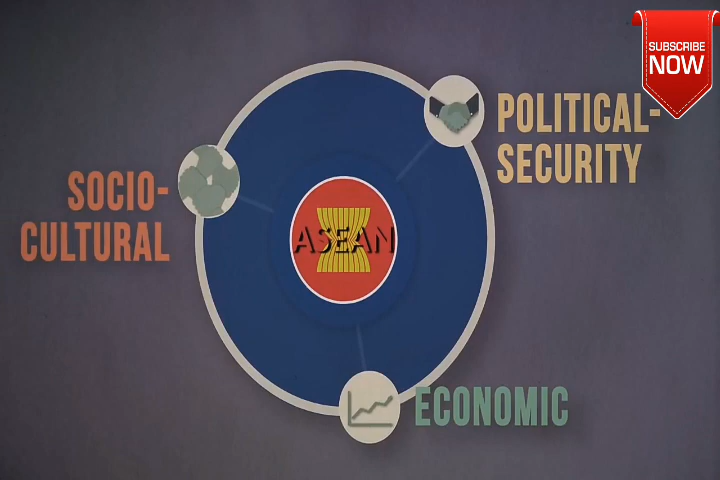 SUBSCRIBE
NOW
POLITICAL-
SECURITY
SOCIO-
CULTURAL
ASEAN
ECONOMIC